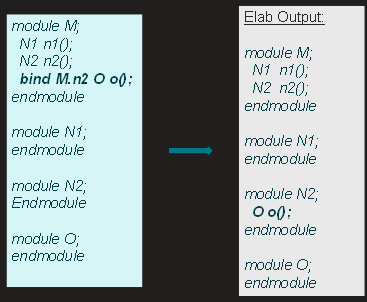 module M;
N1 n1();
N2 n2();
bind M.n2 O o();
endmodule
module N1;
endmodule
module N2;
Endmodule
module O;
endmodule
Elab Output:
module M;
N1 n1();
N2 n2();
endmodule
module N1;
endmodule
module N2;
O o();
endmodule
module O;
endmodule